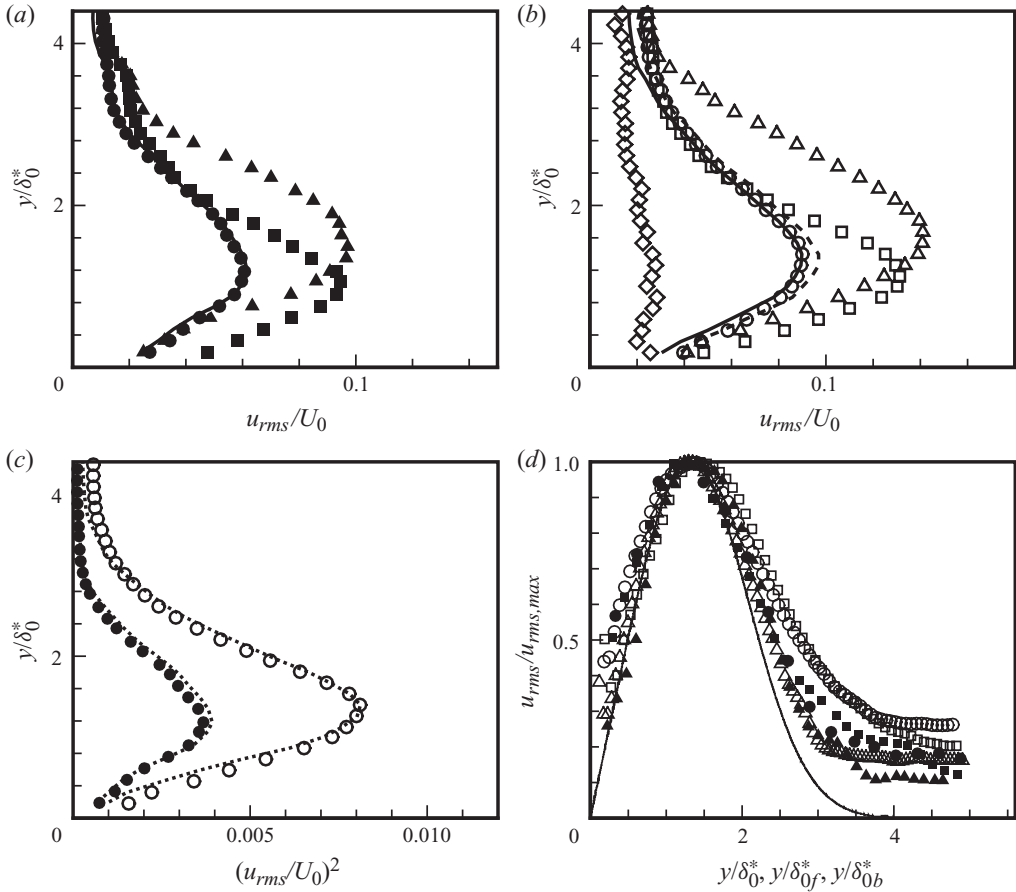 (a)
4
2
0
0.1
y/δ*0
urms/U0
(b)
4
2
0
0.1
y/δ*0
urms/U0
(c)
4
2
0
0.005
0.010
y/δ*0
(urms/U0)2
(d)
1.0
0.5
0
2
4
urms/urms,max
y/δ*0, y/δ*0f, y/δ*0b